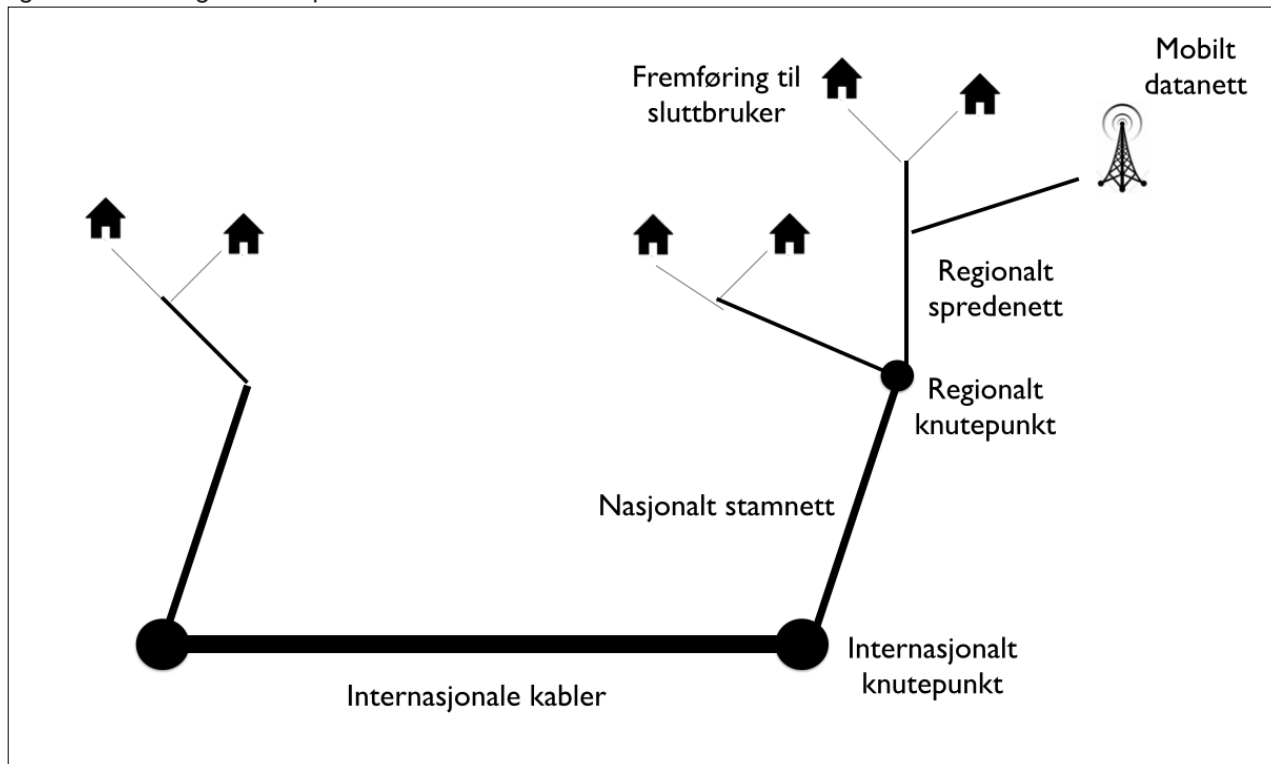 Mobilt
datanett
Fremføring til
sluttbruker
Regionalt
spredenett
Regionalt
knutepunkt
Nasjonalt stamnett
Internasjonalt
knutepunkt
Internasjonale kabler